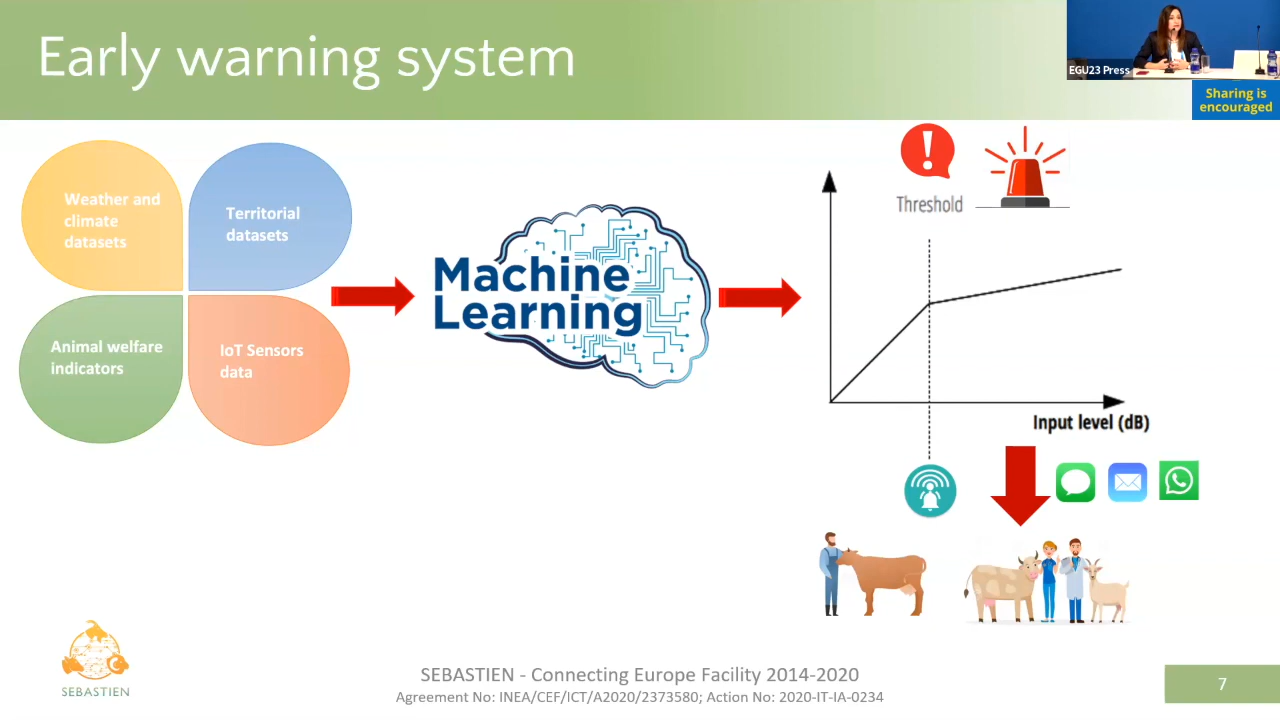 Early warning system
EGU23 Press
Sharing is
encouraged
Weather and
climate
datasets
Territorial
datasets
Animal welfare
indicators
IoT Sensors
data
Machine
Learning
Threshold
Input level (dB)
SEBASTIEN
SEBASTIEN - Connecting Europe Facility 2014-2020
Agreement No: INEA/CEF/ICT/A2020/2373580; Action No: 2020-IT-IA-0234
7